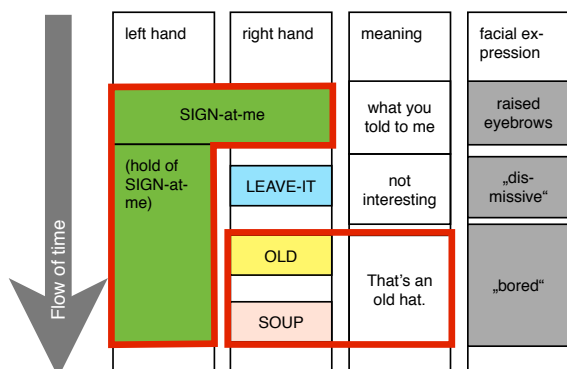 left hand
right hand
meaning
facial ex-
pression
SIGN-at-me
what you
told to me
raised
eyebrows
(hold of
SIGN-at-
me)
LEAVE-IT
not
interesting
„dis-
missive“
OLD
That's an
old hat.
„bored“
SOUP
Flow of time